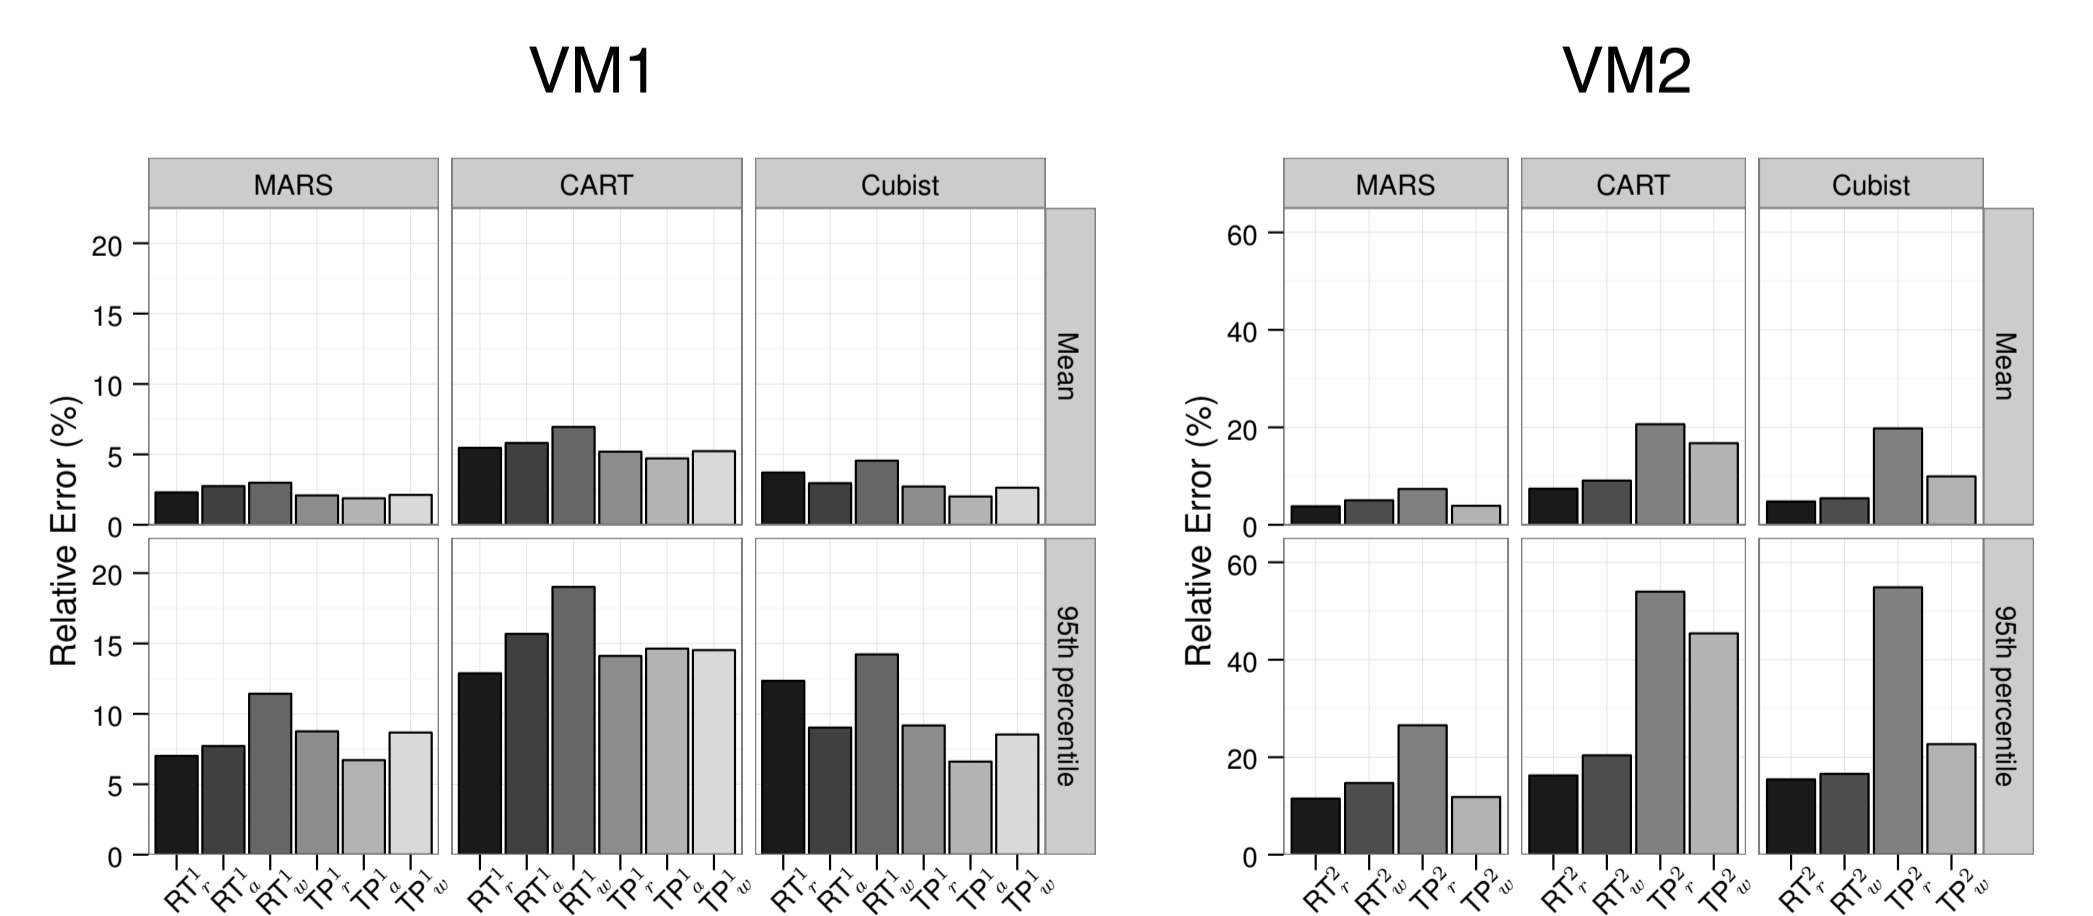 VM1 VM2
MARS CART Cubist MARS CART Cubist
Relative Error (%)
20
15
10
5
0
Mean
20
15
10
5
0
95th percentile
RT¹r RT¹a RT¹w TP¹r TP¹a TP¹w RT¹r RT¹a RT¹w TP¹r TP¹a TP¹w RT¹r RT¹a RT¹w TP¹r TP¹a TP¹w
Relative Error (%)
60
40
20
0
Mean
60
40
20
0
95th percentile
RT²r RT²w TP²r TP²w RT²r RT²w TP²r TP²w RT²r RT²w TP²r TP²w